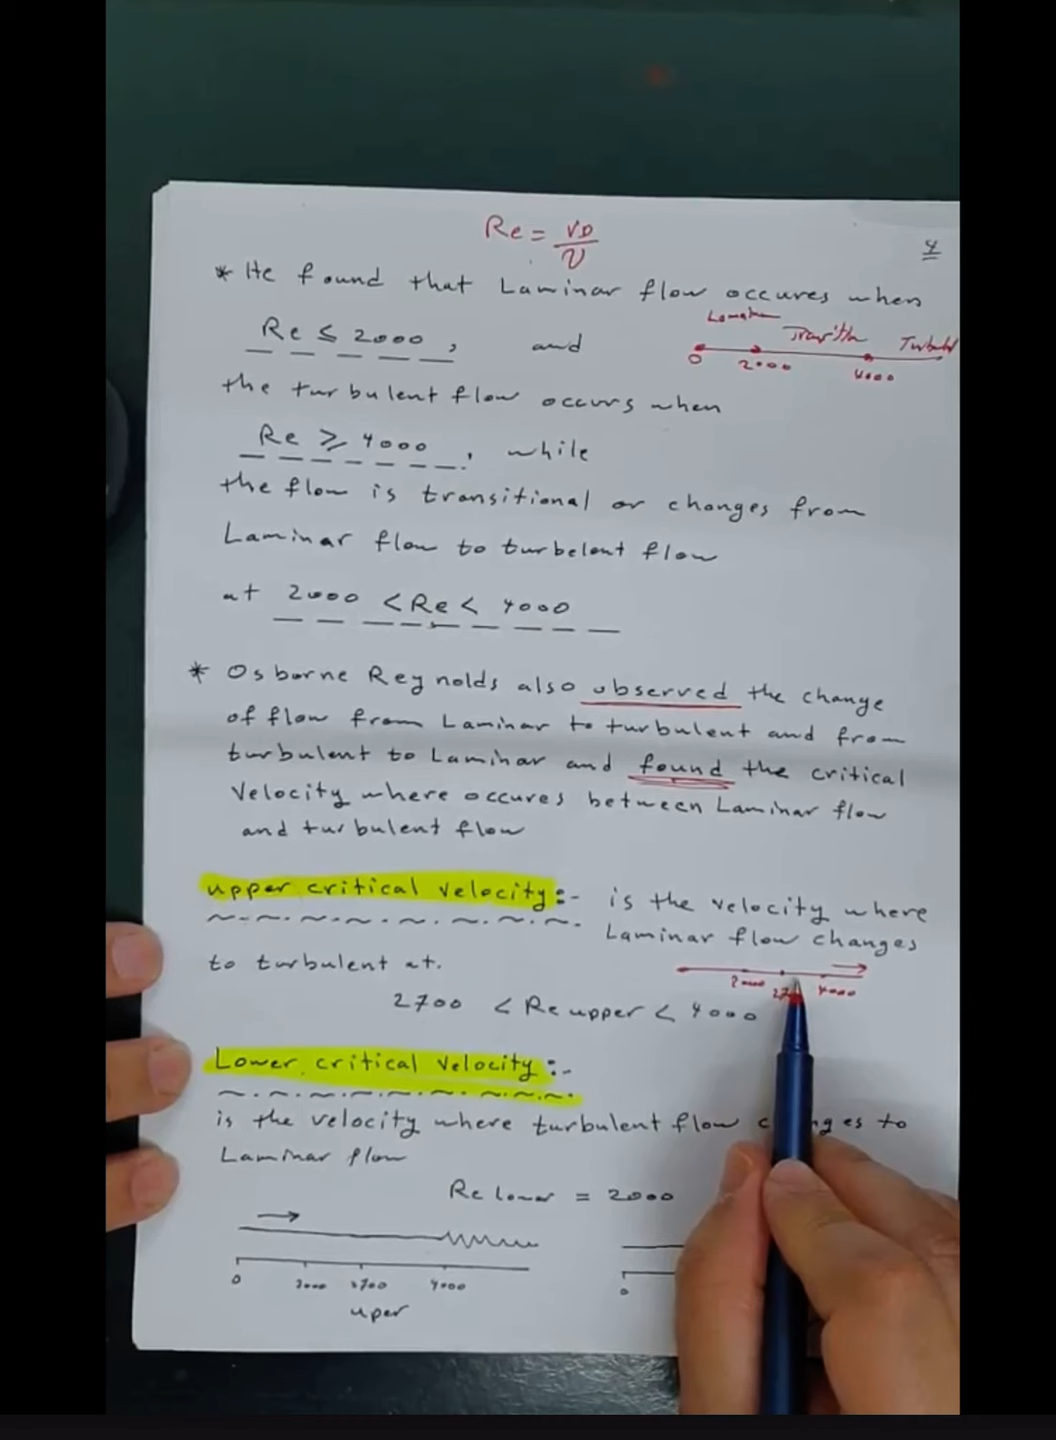 Re = VD/ν
4
* He found that Laminar flow occures when
Re ≤ 2000 , and
0 2000 4000
the turbulent flow occurs when
Re ≥ 4000 , while
the flow is transitional or changes from
Laminar flow to turbelent flow
at 2000 < Re < 4000
* Osborne Reynolds also observed the change
of flow from Laminar to turbulent and from
turbulent to Laminar and found the critical
Velocity where occures between Laminar flow
and turbulent flow
upper critical velocity :- is the velocity where
Laminar flow changes
to turbulent at.
2000 4000
2700 < Re upper < 4000
Lower critical velocity :-
is the velocity where turbulent flow to
Laminar flow
Re lower = 2000
0 2000 2700 4000
uper
0